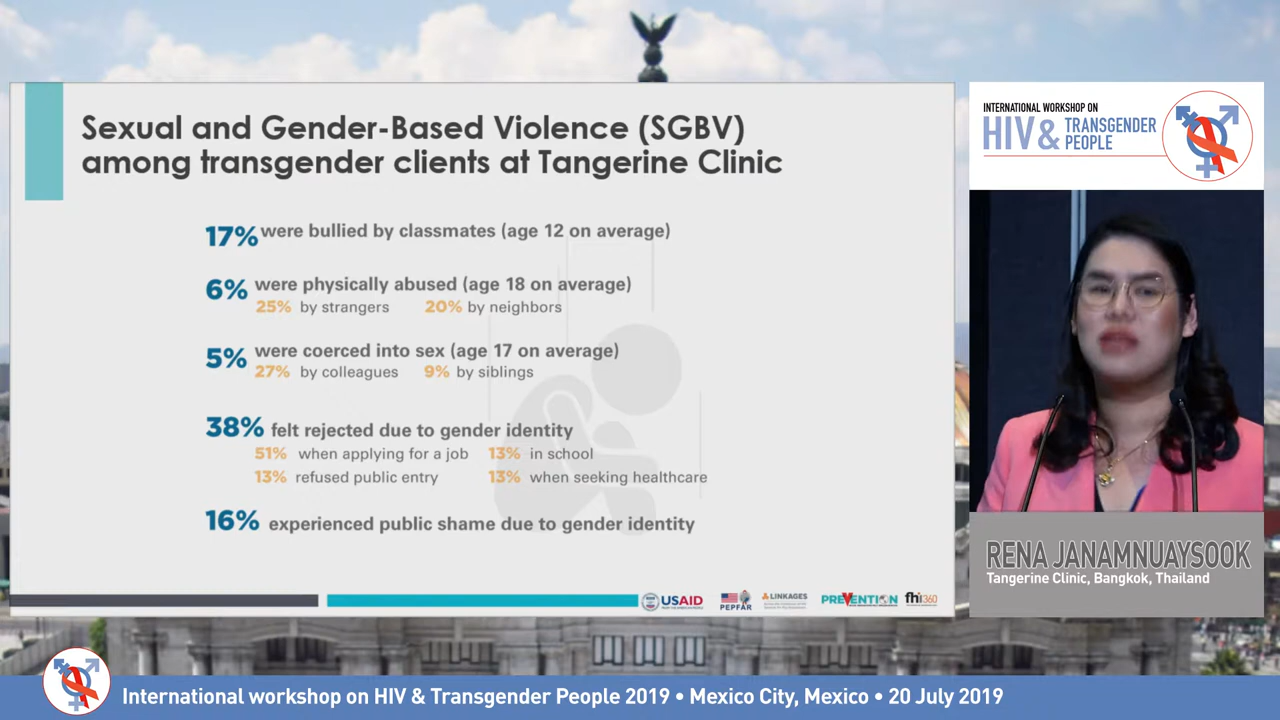 Sexual and Gender-Based Violence (SGBV)
among transgender clients at Tangerine Clinic
17% were bullied by classmates (age 12 on average)
6% were physically abused (age 18 on average)
25% by strangers 20% by neighbors
5% were coerced into sex (age 17 on average)
27% by colleagues 9% by siblings
38% felt rejected due to gender identity
51% when applying for a job 13% in school
13% refused public entry 13% when seeking healthcare
16% experienced public shame due to gender identity
USAID
PEPFAR
LINKAGES
PREVENTION
fhi360
INTERNATIONAL WORKSHOP ON
HIV & TRANSGENDER
PEOPLE
RENA JANAMNUAYSOOK
Tangerine Clinic, Bangkok, Thailand
International workshop on HIV & Transgender People 2019 • Mexico City, Mexico • 20 July 2019